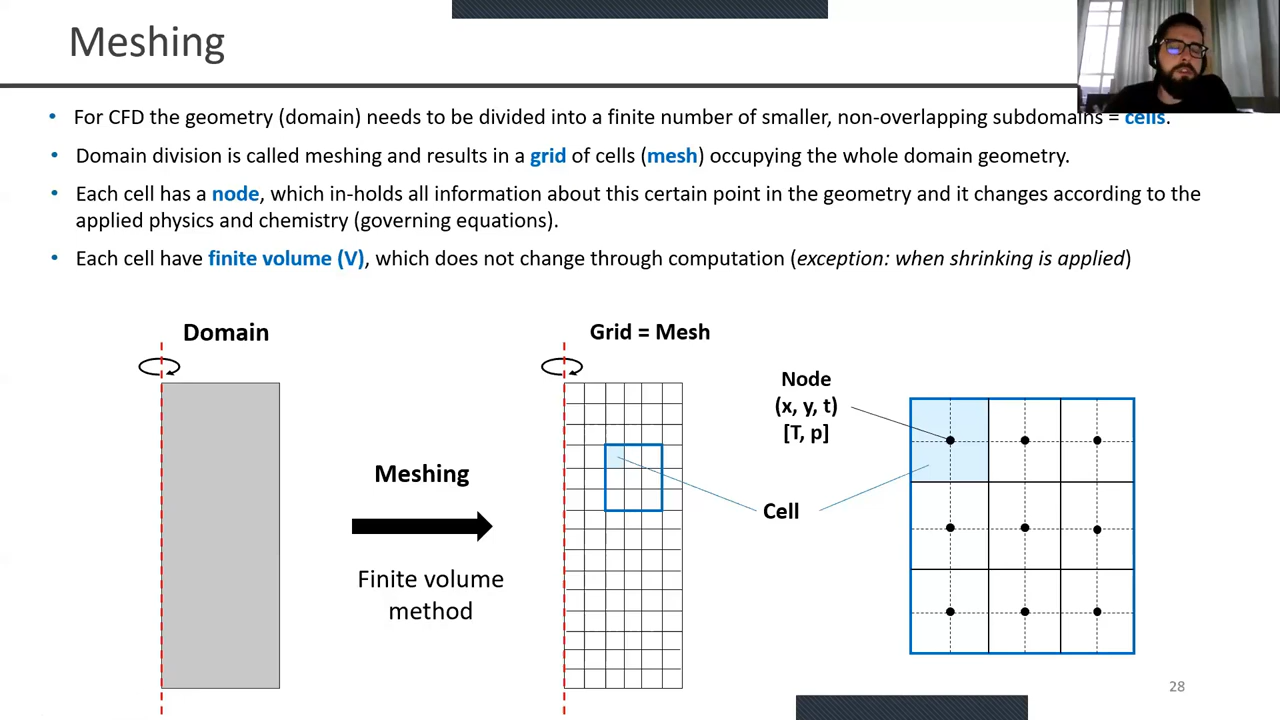 Meshing
• For CFD the geometry (domain) needs to be divided into a finite number of smaller, non-overlapping subdomains = cells.
• Domain division is called meshing and results in a grid of cells (mesh) occupying the whole domain geometry.
• Each cell has a node, which in-holds all information about this certain point in the geometry and it changes according to the
applied physics and chemistry (governing equations).
• Each cell have finite volume (V), which does not change through computation (exception: when shrinking is applied)
Domain
Grid = Mesh
Node
(x, y, t)
[T, p]
Meshing
Cell
Finite volume
method
28